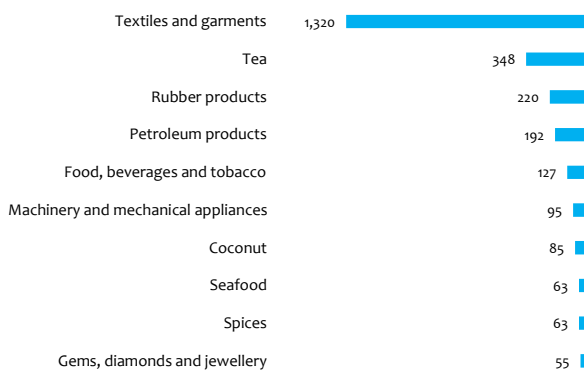 Textiles and garments 1,320
Tea 348
Rubber products 220
Petroleum products 192
Food, beverages and tobacco 127
Machinery and mechanical appliances 95
Coconut 85
Seafood 63
Spices 63
Gems, diamonds and jewellery 55